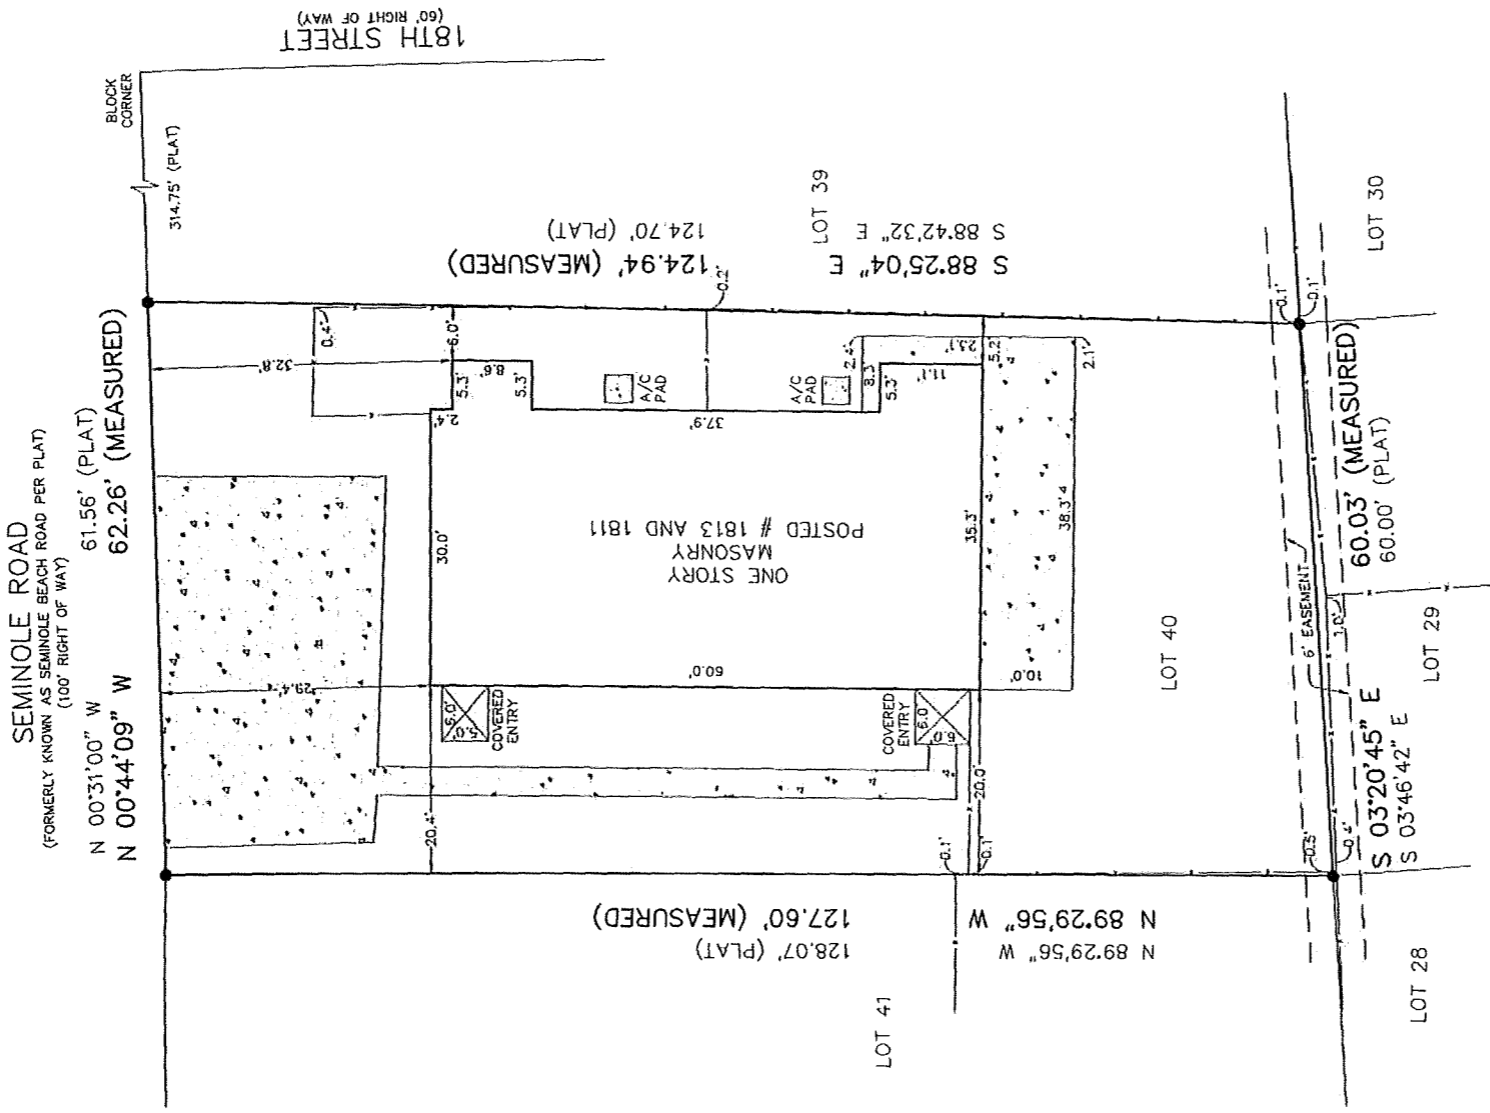 18TH STREET
(60' RIGHT OF WAY)
BLOCK
CORNER
314.75' (PLAT)
SEMINOLE ROAD
(FORMERLY KNOWN AS SEMINOLE BEACH ROAD PER PLAT)
(100' RIGHT OF WAY)
N 00°31'00" W
61.56' (PLAT)
N 00°44'09" W
62.26' (MEASURED)
124.70' (PLAT)
S 88°42'32" E
124.94' (MEASURED)
S 88°25'04" E
LOT 39
LOT 30
0.2'
0.4'
32.8'
6.0'
5.3'
8.6'
5.3'
2.4'
A/C
PAD
A/C
PAD
37.9'
2.4'
8.3'
5.3'
11.1'
5.2
2.1'
0.1'
0.1'
30.0'
ONE STORY
MASONRY
POSTED # 1813 AND 1811
35.3'
38.3'
60.0'
10.0'
29.4'
5.0'
5.0'
COVERED
ENTRY
COVERED
ENTRY
6.0'
6.0'
20.4'
20.0'
0.1'
0.1'
LOT 40
6' EASEMENT
1.0'
60.03' (MEASURED)
60.00' (PLAT)
S 03°20'45" E
S 03°46'42" E
0.4'
LOT 29
LOT 28
127.60' (MEASURED)
N 89°29'56" W
128.07' (PLAT)
N 89°29'56" W
LOT 41